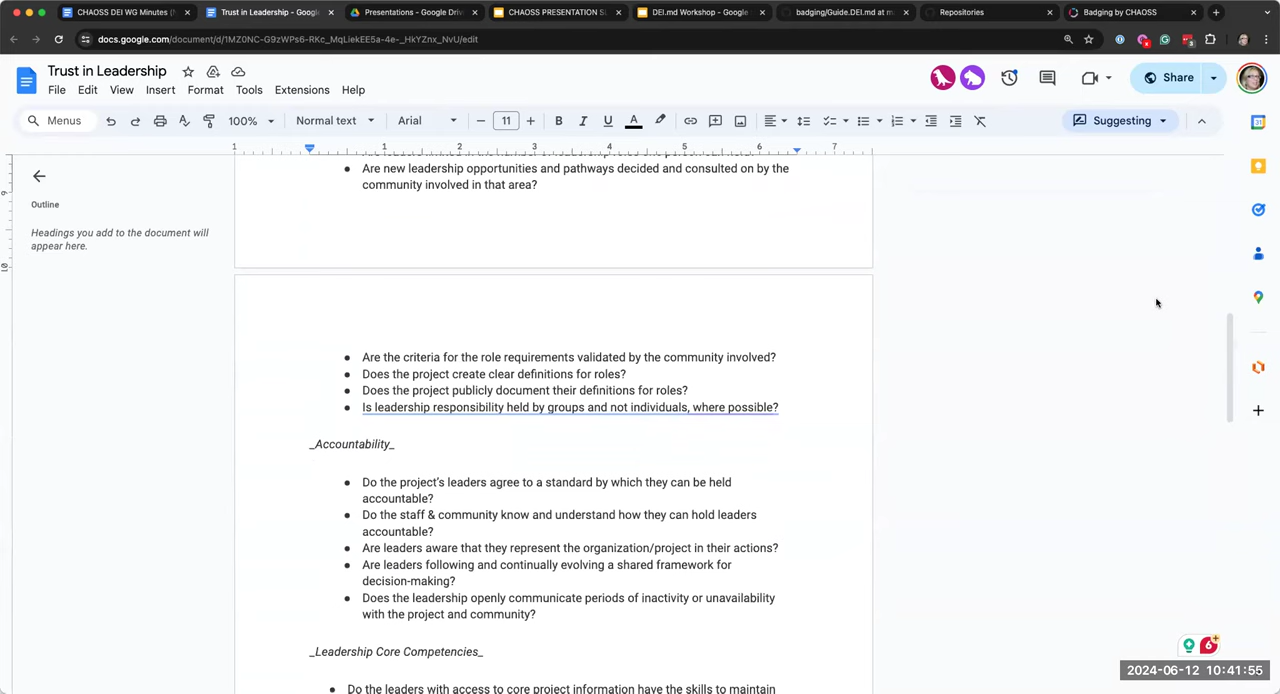 CHAOSS DEI WG Minutes (N
Trust in Leadership - Google
Presentations - Google Drive
CHAOSS PRESENTATION S
DEI.md Workshop - Google
badging/Guide.DEI.md at m
Repositories
Badging by CHAOSS
docs.google.com/document/d/1MZ0NC-G9zWPs6-RKc_MqLiekEE5a-4e-_HkYZnx_NvU/edit
Trust in Leadership
File Edit View Insert Format Tools Extensions Help
Share
Menus 100% Normal text Arial 11 Suggesting
1 1 2 3 4 5 6 7
Outline
Headings you add to the document will
appear here.
Are new leadership opportunities and pathways decided and consulted on by the
community involved in that area?
Are the criteria for the role requirements validated by the community involved?
Does the project create clear definitions for roles?
Does the project publicly document their definitions for roles?
Is leadership responsibility held by groups and not individuals, where possible?
_Accountability_
Do the project's leaders agree to a standard by which they can be held
accountable?
Do the staff & community know and understand how they can hold leaders
accountable?
Are leaders aware that they represent the organization/project in their actions?
Are leaders following and continually evolving a shared framework for
decision-making?
Does the leadership openly communicate periods of inactivity or unavailability
with the project and community?
_Leadership Core Competencies_
Do the leaders with access to core project information have the skills to maintain
2024-06-12 10:41:55